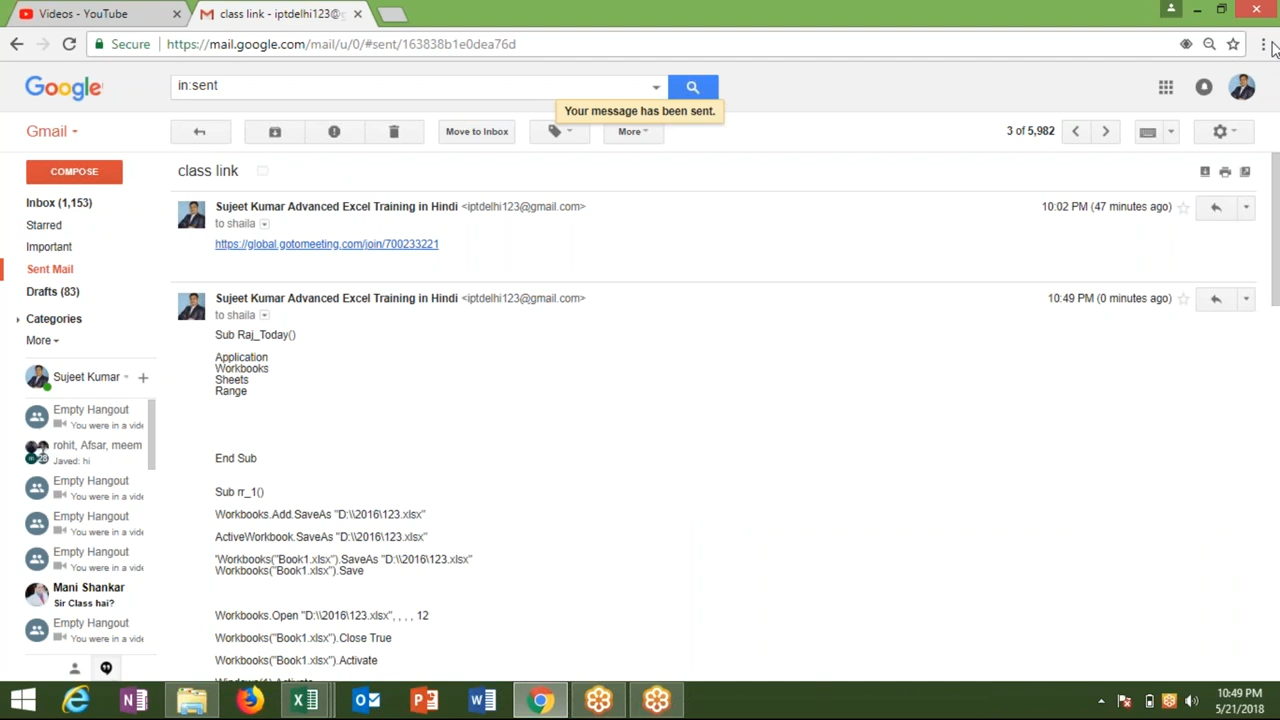 Videos - YouTube
class link - iptdelhi123@g
Secure
https://mail.google.com/mail/u/0/#sent/163838b1e0dea76d
Google
in:sent
Your message has been sent.
Gmail
Move to Inbox
More
3 of 5,982
COMPOSE
class link
Inbox (1,153)
Starred
Important
Sent Mail
Drafts (83)
Categories
More
Sujeet Kumar
Empty Hangout
You were in a vide
rohit, Afsar, meem
28
Javed: hi
Empty Hangout
You were in a vide
Empty Hangout
You were in a vide
Empty Hangout
You were in a vide
Mani Shankar
Sir Class hai?
Empty Hangout
You were in a vide
Sujeet Kumar Advanced Excel Training in Hindi <iptdelhi123@gmail.com>
10:02 PM (47 minutes ago)
to shaila
https://global.gotomeeting.com/join/700233221
Sujeet Kumar Advanced Excel Training in Hindi <iptdelhi123@gmail.com>
10:49 PM (0 minutes ago)
to shaila
Sub Raj_Today()
Application
Workbooks
Sheets
Range
End Sub
Sub rr_1()
Workbooks.Add.SaveAs "D:\\2016\123.xlsx"
ActiveWorkbook.SaveAs "D:\\2016\123.xlsx"
'Workbooks("Book1.xlsx").SaveAs "D:\\2016\123.xlsx"
Workbooks("Book1.xlsx").Save
Workbooks.Open "D:\\2016\123.xlsx", , , , 12
Workbooks("Book1.xlsx").Close True
Workbooks("Book1.xlsx").Activate
Windows(1).Activate
10:49 PM
5/21/2018